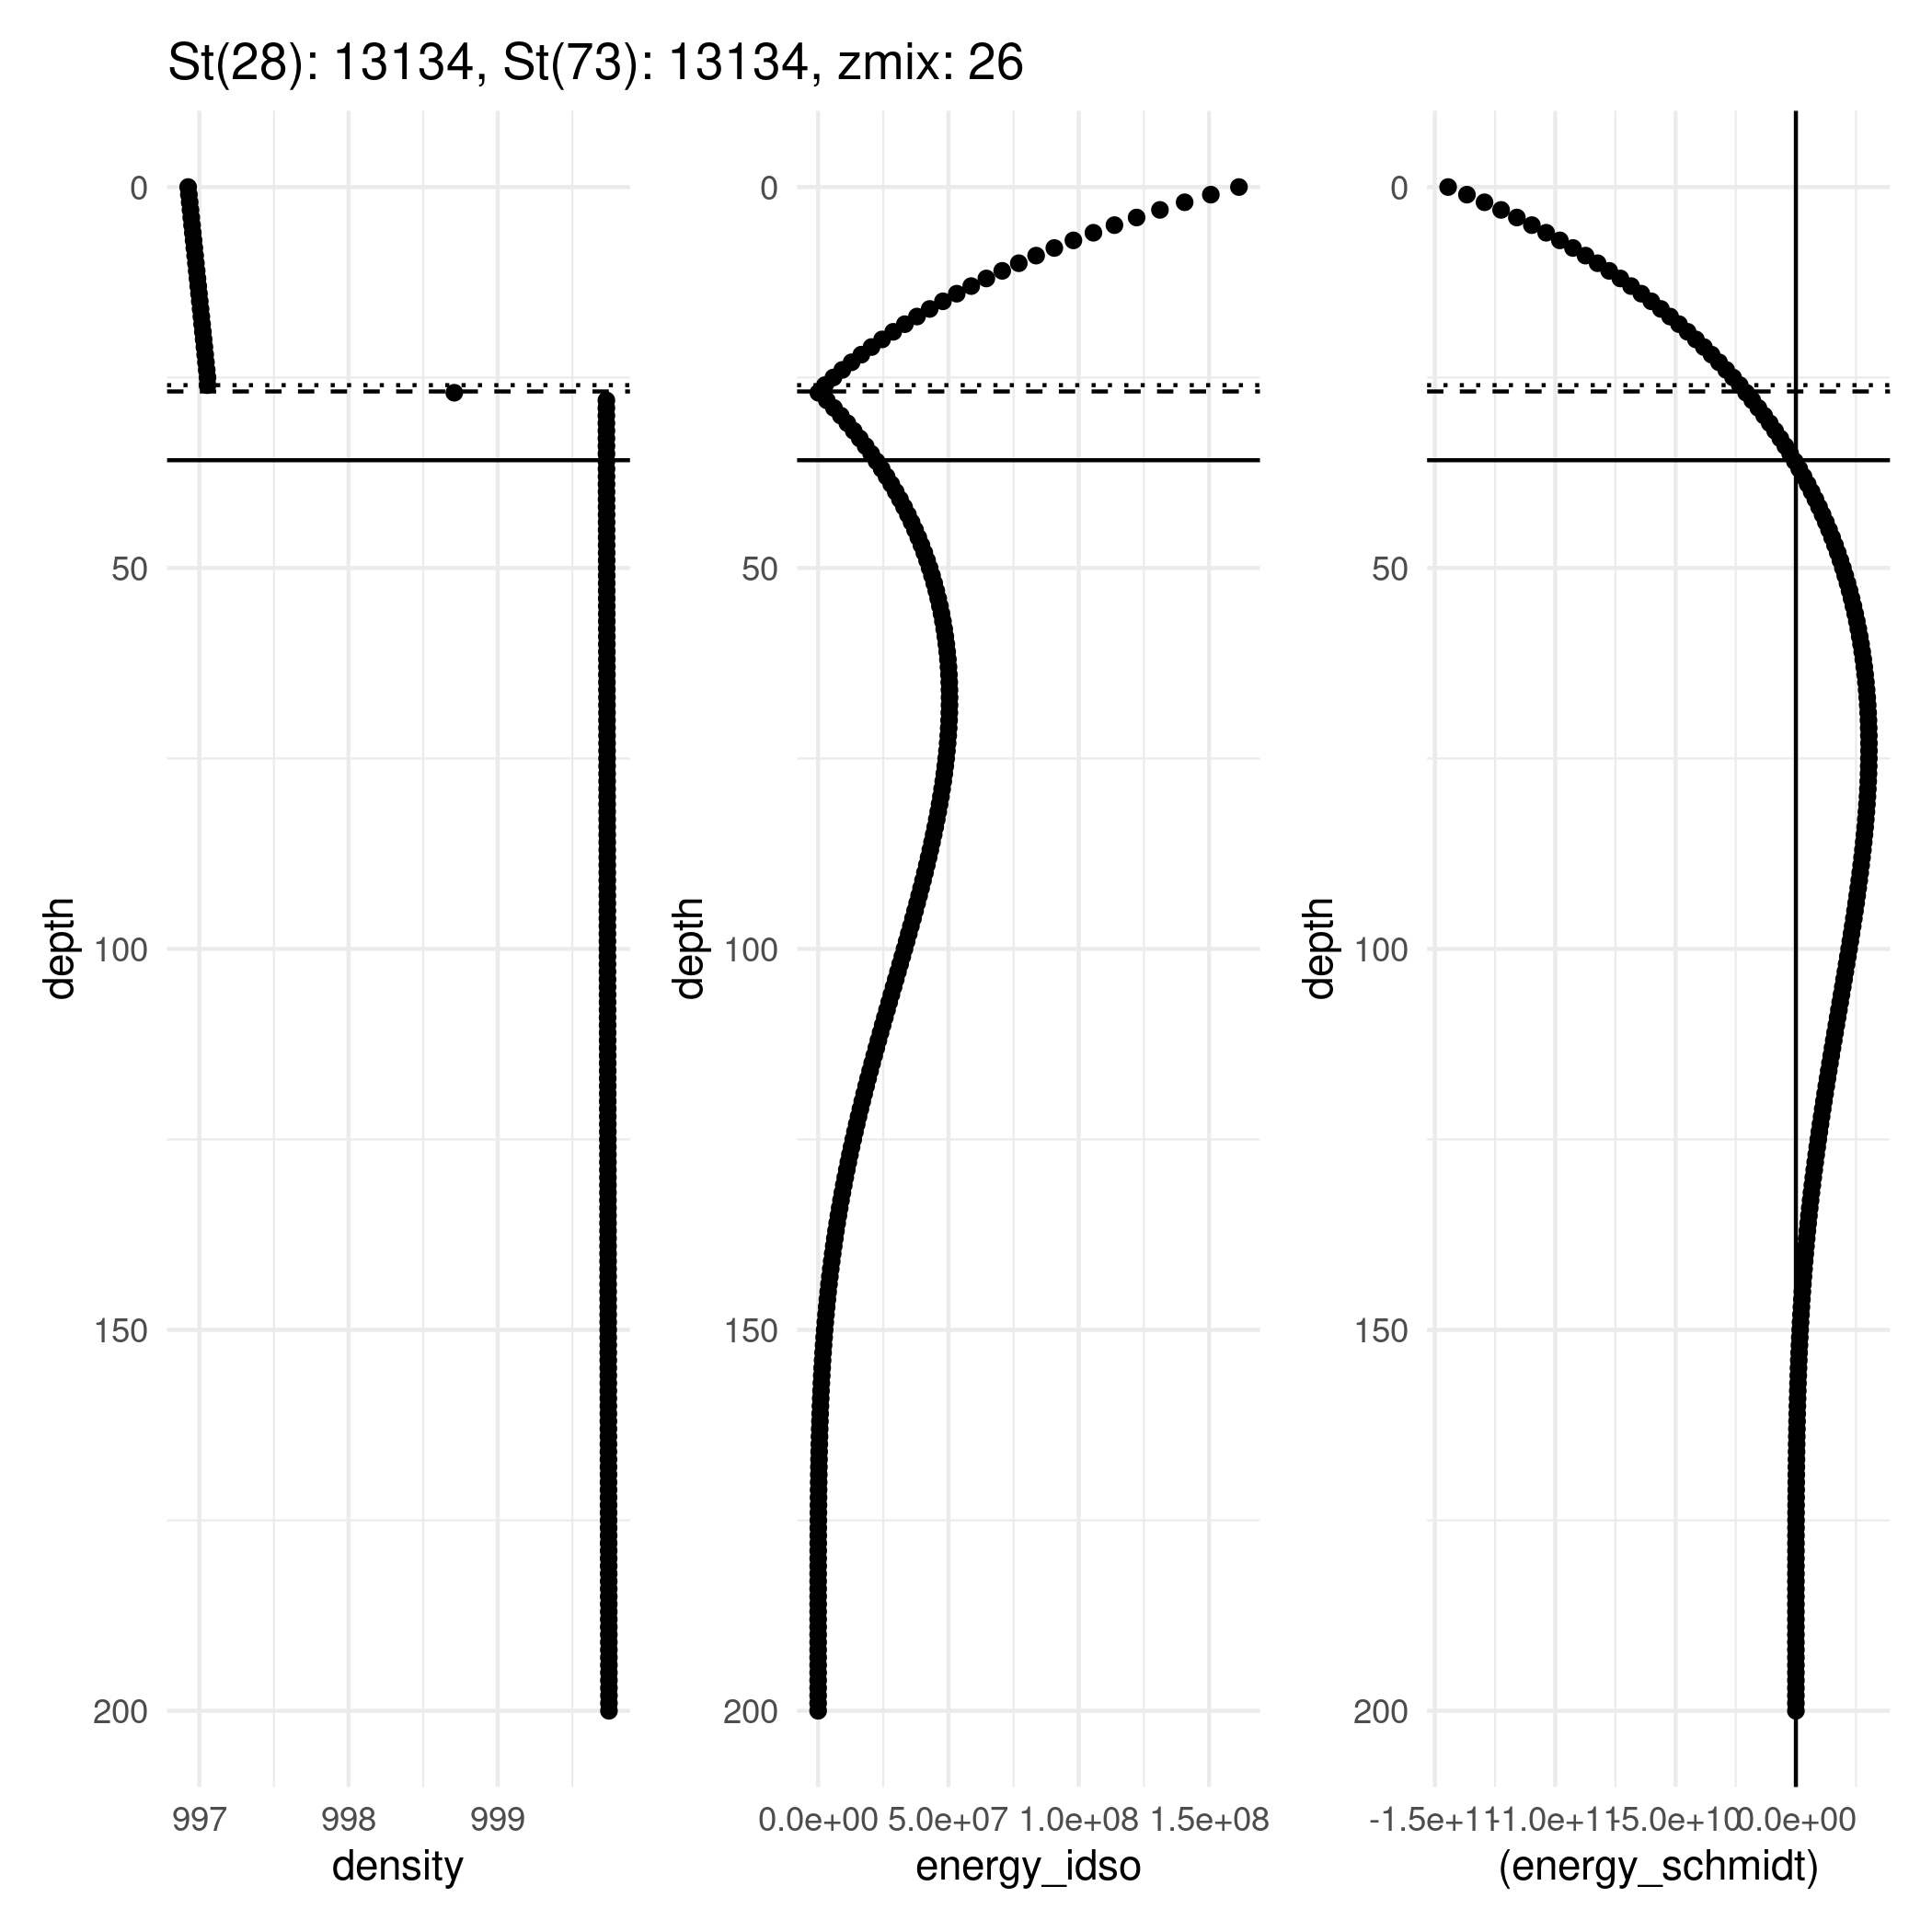 St(28): 13134, St(73): 13134, zmix: 26
depth
0
50
100
150
200
997 998 999
density
depth
0
50
100
150
200
0.0e+00 5.0e+07 1.0e+08 1.5e+08
energy_idso
depth
0
50
100
150
200
-1.5e+11 -1.0e+11 -5.0e+10 0.0e+00
(energy_schmidt)